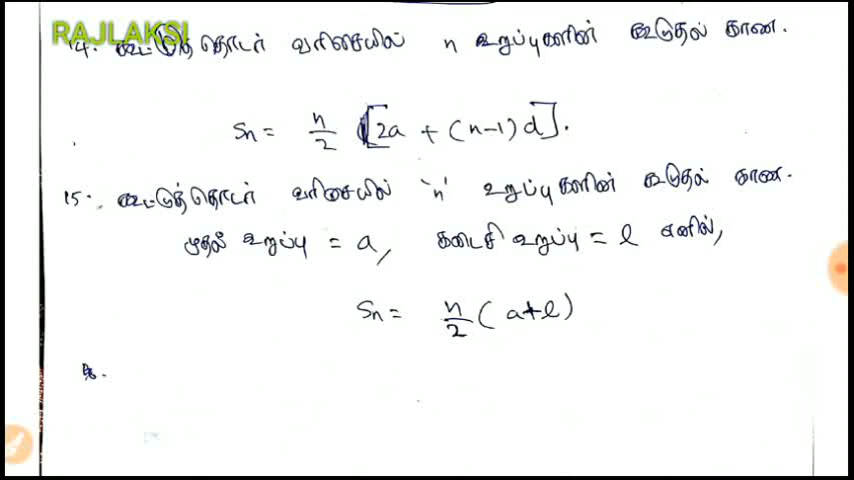 RAJLAKSI
14. கூட்டுத்தொடர் வரிசையில் n உறுப்புகளின் கூடுதல் காண.
Sn = n/2 [2a + (n-1)d].
15. கூட்டுத்தொடர் வரிசையில் 'n' உறுப்புகளின் கூடுதல் காண.
முதல் உறுப்பு = a, கடைசி உறுப்பு = l எனில்,
Sn = n/2 (a+l)